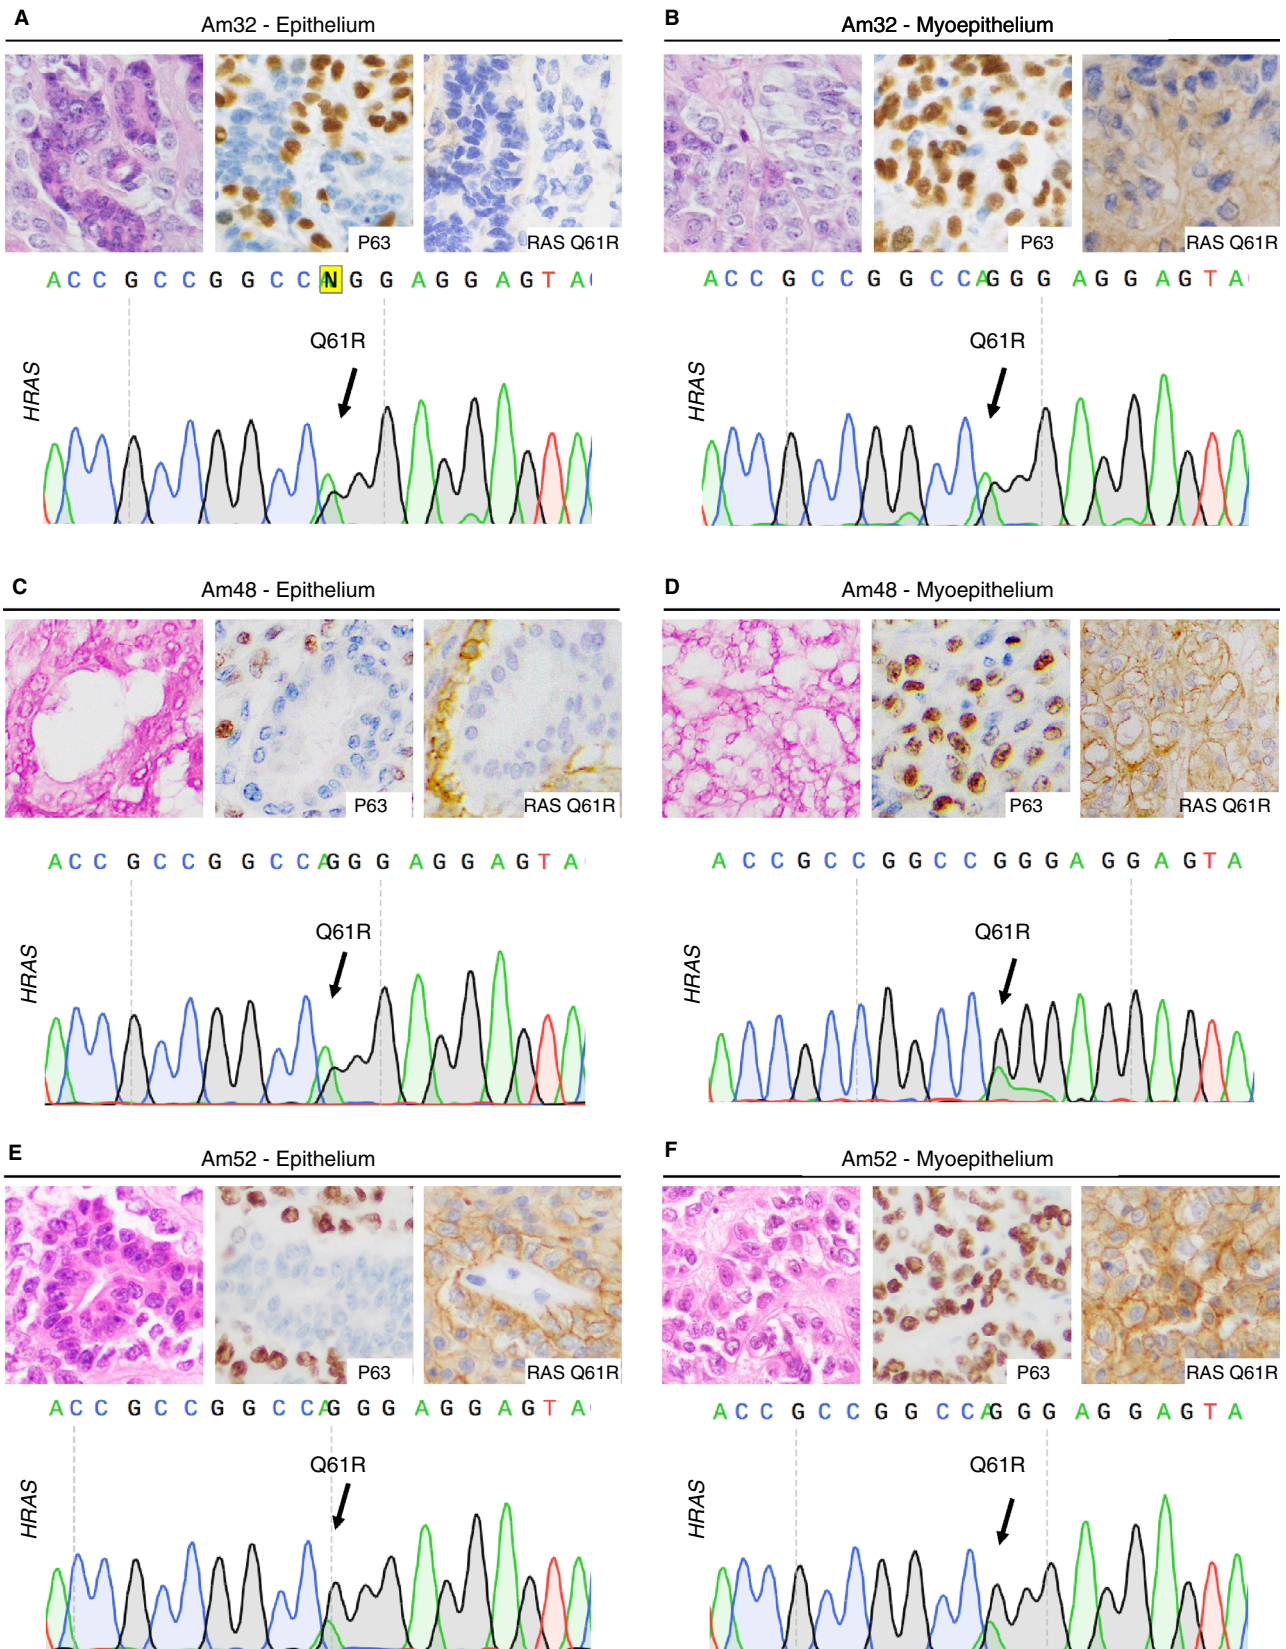 A
Am32 - Epithelium
P63
RAS Q61R
A C C G C C G G C C A N G G A G G A G T A
Q61R
HRAS
B
Am32 - Myoepithelium
P63
RAS Q61R
A C C G C C G G C C A G G G A G G A G T A
Q61R
HRAS
C
Am48 - Epithelium
P63
RAS Q61R
A C C G C C G G C C A G G G A G G A G T A
Q61R
HRAS
D
Am48 - Myoepithelium
P63
RAS Q61R
A C C G C C G G C C G G G A G G A G T A
Q61R
HRAS
E
Am52 - Epithelium
P63
RAS Q61R
A C C G C C G G C C A G G G A G G A G T A
Q61R
HRAS
F
Am52 - Myoepithelium
P63
RAS Q61R
A C C G C C G G C C A G G G A G G A G T A
Q61R
HRAS